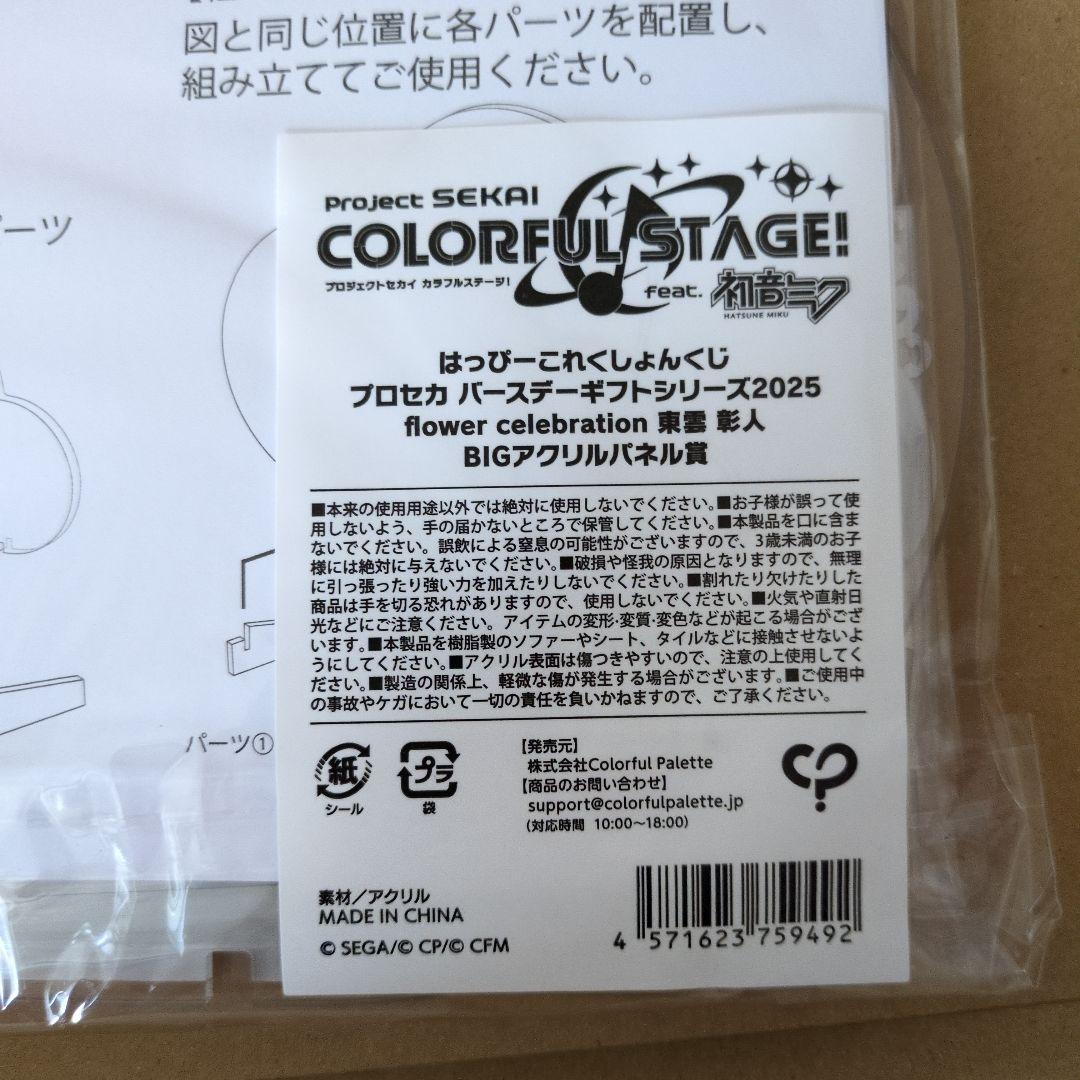 図と同じ位置に各パーツを配置し、
組み立ててご使用ください。
パーツ
Project SEKAI
COLORFUL STAGE!
プロジェクトセカイ カラフルステージ!
feat. 初音ミク
HATSUNE MIKU
はっぴーこれくしょんくじ
プロセカ バースデーギフトシリーズ2025
flower celebration 東雲 彰人
BIGアクリルパネル賞
■本来の使用用途以外では絶対に使用しないでください。■お子様が誤って使
用しないよう、手の届かないところで保管してください。■本製品を口に含ま
ないでください。誤飲による窒息の可能性がございますので、3歳未満のお子
様には絶対に与えないでください。■破損や怪我の原因となりますので、無理
に引っ張ったり強い力を加えたりしないでください。■割れたり欠けたりした
商品は手を切る恐れがありますので、使用しないでください。■火気や直射日
光などにご注意ください。アイテムの変形・変質・変色などが起こる場合がござ
います。■本製品を樹脂製のソファーやシート、タイルなどに接触させないよ
うにしてください。■アクリル表面は傷つきやすいので、注意の上使用してく
ださい。■製造の関係上、軽微な傷が発生する場合がございます。■ご使用中
の事故やケガにおいて一切の責任を負いかねますので、ご了承ください。
パーツ①
紙
シール
プラ
袋
【発売元】
株式会社Colorful Palette
【商品のお問い合わせ】
support@colorfulpalette.jp
(対応時間 10:00～18:00)
素材／アクリル
MADE IN CHINA
© SEGA/© CP/© CFM
4 571623 759492